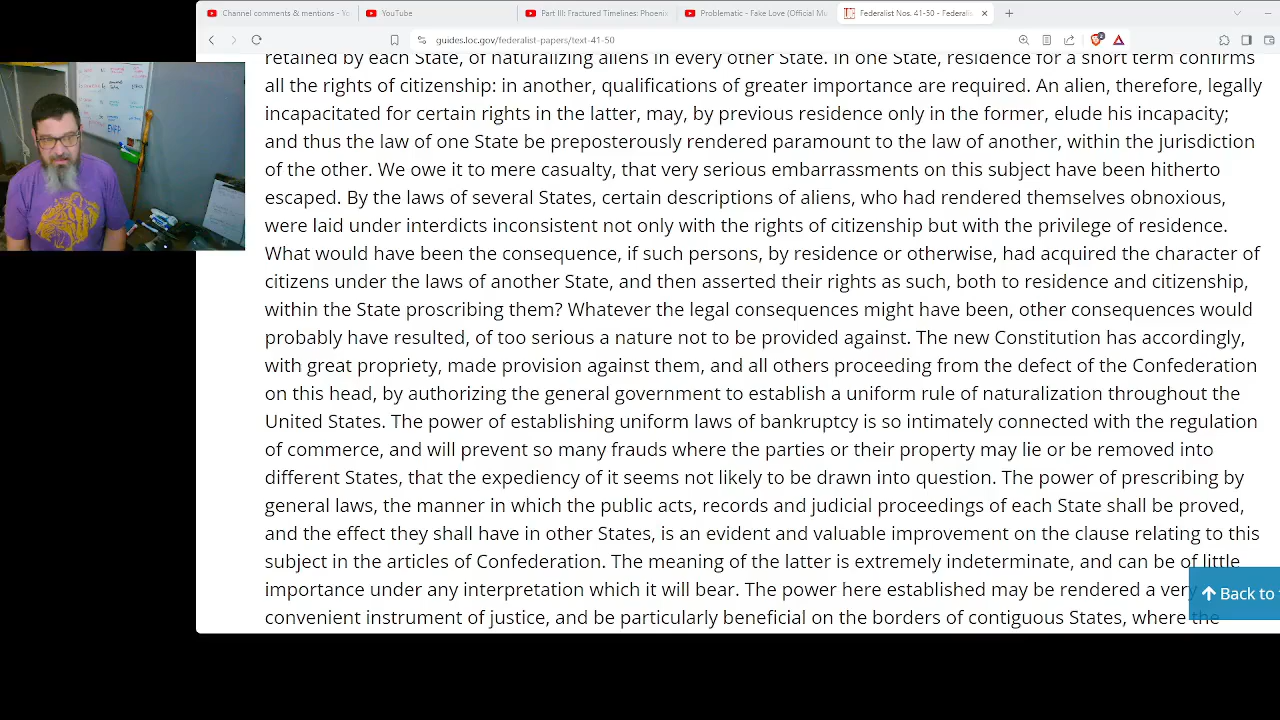 Channel comments & mentions - Yo
YouTube
Part III: Fractured Timelines: Phoenix
Problematic - Fake Love (Official Mu
Federalist Nos. 41-50 - Federalis
guides.loc.gov/federalist-papers/text-41-50
retained by each State, of naturalizing aliens in every other State. In one State, residence for a short term confirms
all the rights of citizenship: in another, qualifications of greater importance are required. An alien, therefore, legally
incapacitated for certain rights in the latter, may, by previous residence only in the former, elude his incapacity;
and thus the law of one State be preposterously rendered paramount to the law of another, within the jurisdiction
of the other. We owe it to mere casualty, that very serious embarrassments on this subject have been hitherto
escaped. By the laws of several States, certain descriptions of aliens, who had rendered themselves obnoxious,
were laid under interdicts inconsistent not only with the rights of citizenship but with the privilege of residence.
What would have been the consequence, if such persons, by residence or otherwise, had acquired the character of
citizens under the laws of another State, and then asserted their rights as such, both to residence and citizenship,
within the State proscribing them? Whatever the legal consequences might have been, other consequences would
probably have resulted, of too serious a nature not to be provided against. The new Constitution has accordingly,
with great propriety, made provision against them, and all others proceeding from the defect of the Confederation
on this head, by authorizing the general government to establish a uniform rule of naturalization throughout the
United States. The power of establishing uniform laws of bankruptcy is so intimately connected with the regulation
of commerce, and will prevent so many frauds where the parties or their property may lie or be removed into
different States, that the expediency of it seems not likely to be drawn into question. The power of prescribing by
general laws, the manner in which the public acts, records and judicial proceedings of each State shall be proved,
and the effect they shall have in other States, is an evident and valuable improvement on the clause relating to this
subject in the articles of Confederation. The meaning of the latter is extremely indeterminate, and can be of little
importance under any interpretation which it will bear. The power here established may be rendered a very
Back to
convenient instrument of justice, and be particularly beneficial on the borders of contiguous States, where the